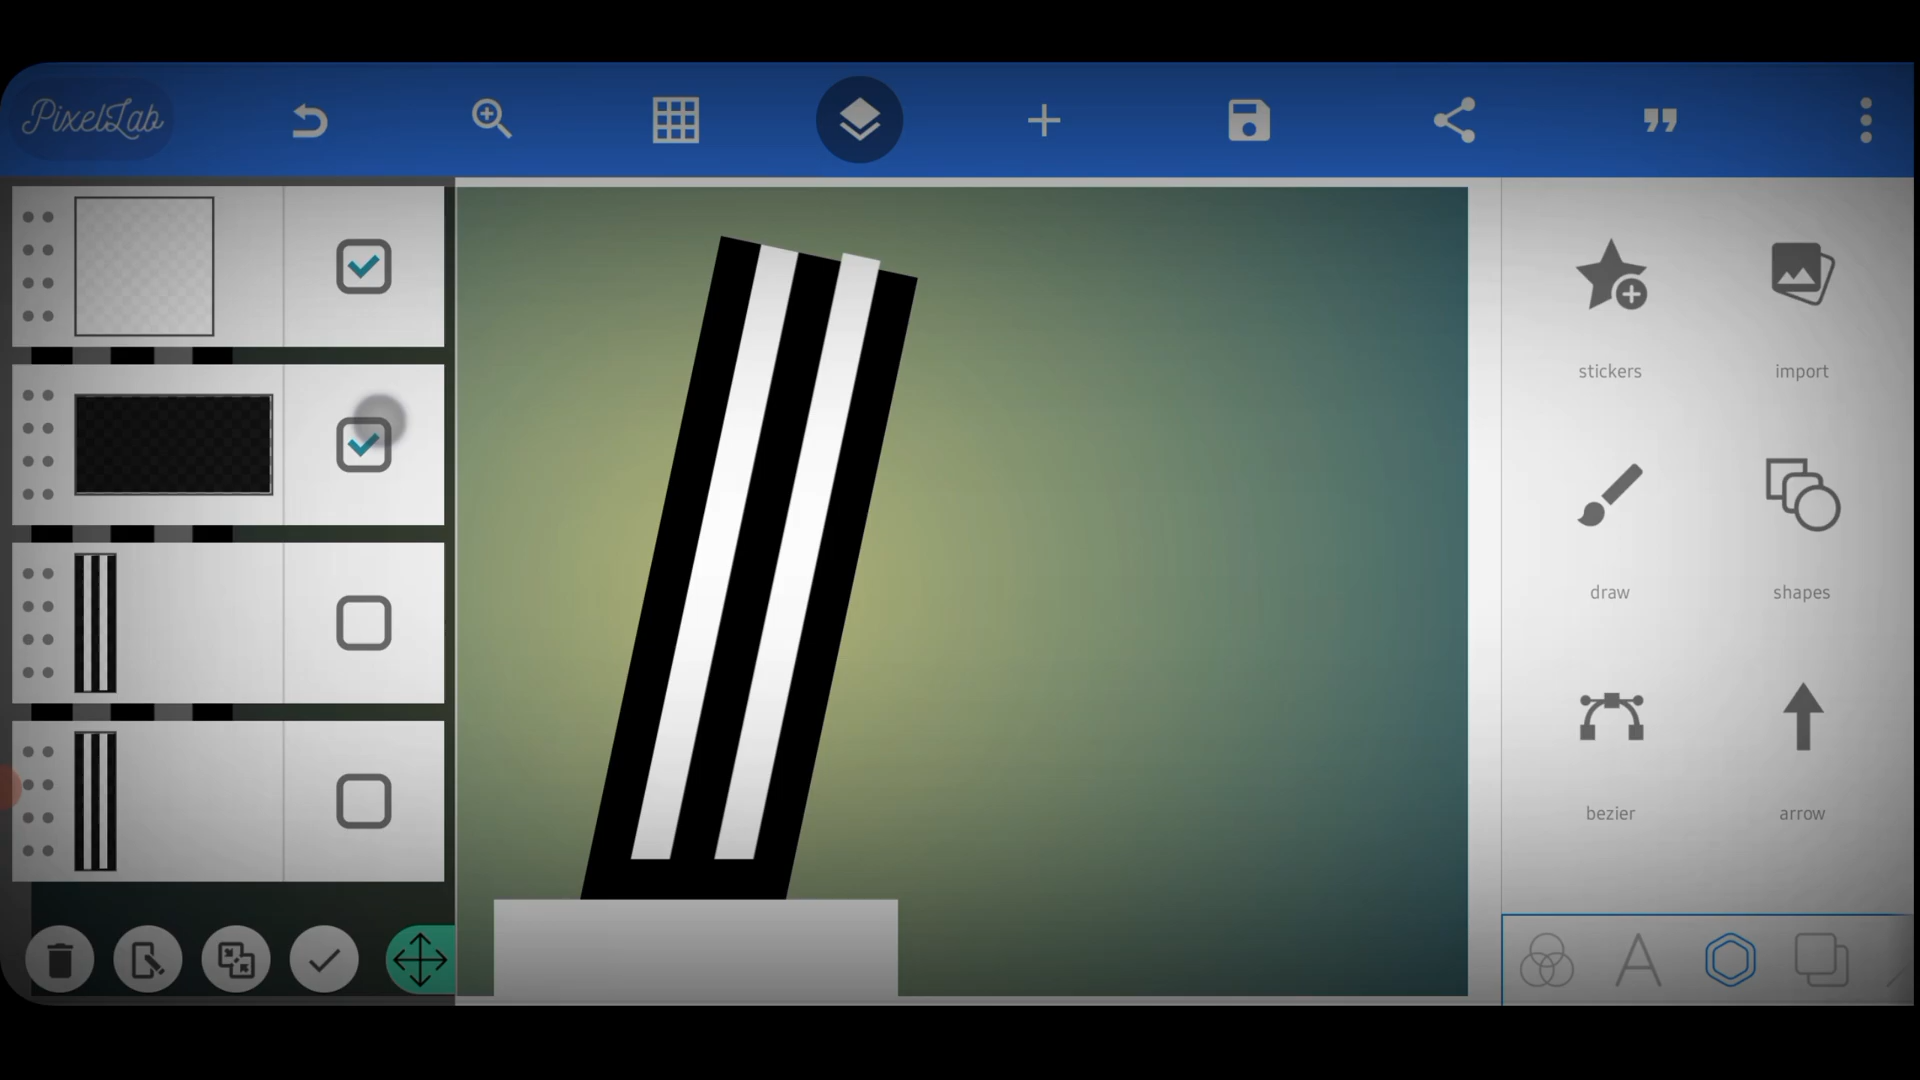 PixelLab
stickers
import
draw
shapes
bezier
arrow